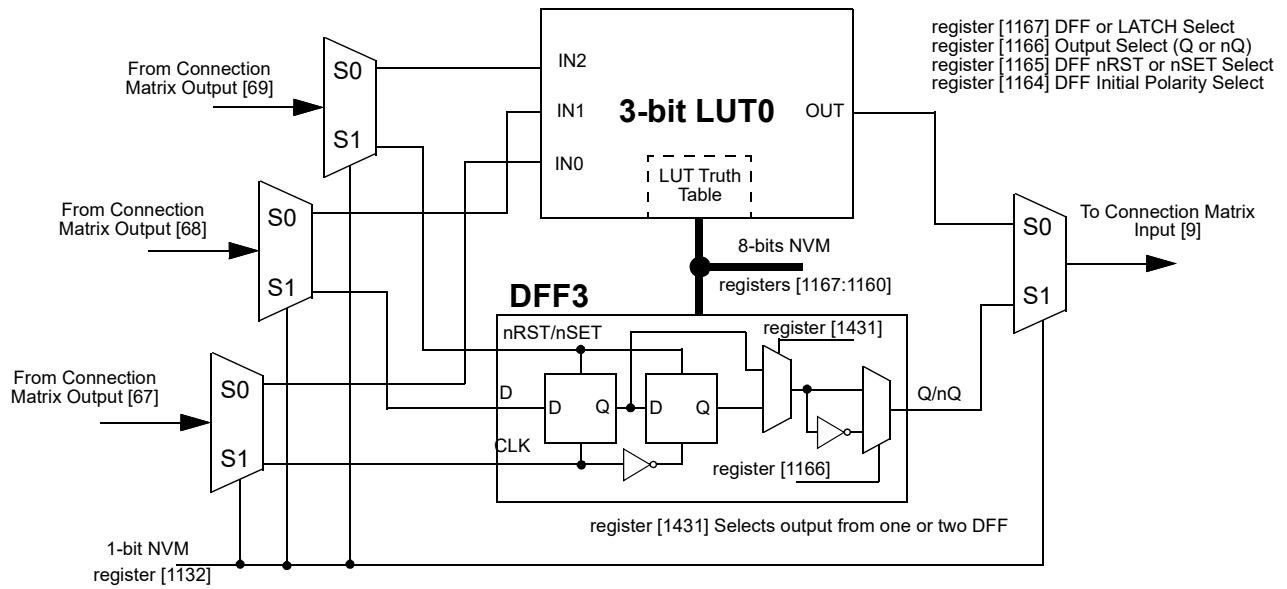 register [1167] DFF or LATCH Select
register [1166] Output Select (Q or nQ)
register [1165] DFF nRST or nSET Select
register [1164] DFF Initial Polarity Select
From Connection
Matrix Output [69]
S0
S1
IN2
IN1
IN0
3-bit LUT0
OUT
LUT Truth
Table
From Connection
Matrix Output [68]
S0
S1
8-bits NVM
registers [1167:1160]
S0
S1
To Connection Matrix
Input [9]
DFF3
nRST/nSET
register [1431]
From Connection
Matrix Output [67]
S0
S1
D
D
Q
D
Q
Q/nQ
CLK
register [1166]
register [1431] Selects output from one or two DFF
1-bit NVM
register [1132]